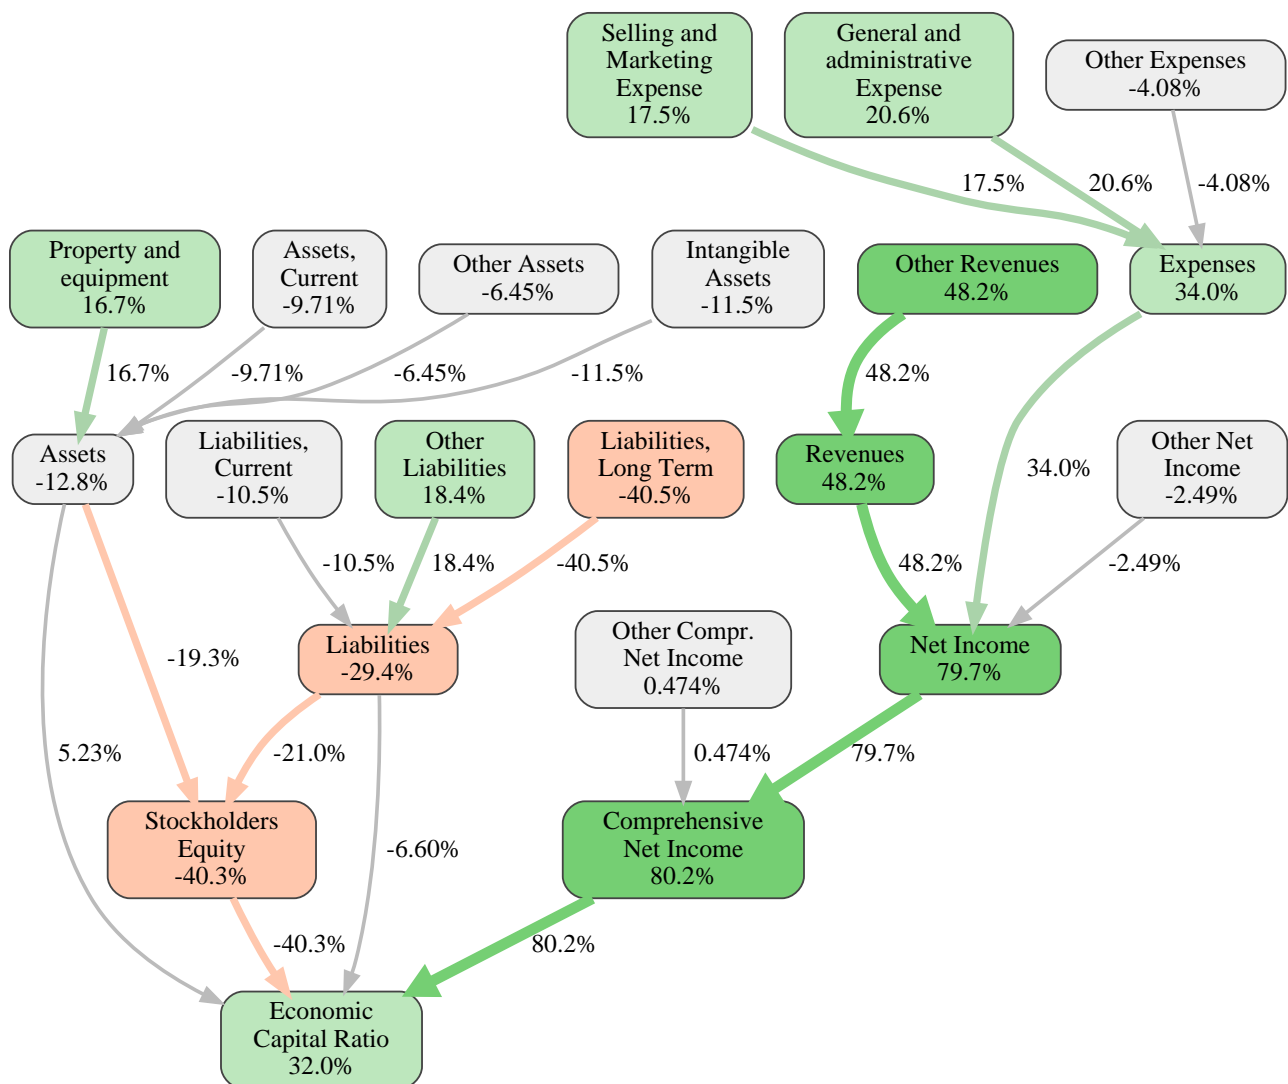 Selling and
Marketing
Expense
17.5%
General and
administrative
Expense
20.6%
Other Expenses
-4.08%
17.5%
20.6%
-4.08%
Property and
equipment
16.7%
Assets,
Current
-9.71%
Other Assets
-6.45%
Intangible
Assets
-11.5%
Other Revenues
48.2%
Expenses
34.0%
16.7%
-9.71%
-6.45%
-11.5%
48.2%
Assets
-12.8%
Liabilities,
Current
-10.5%
Other
Liabilities
18.4%
Liabilities,
Long Term
-40.5%
Revenues
48.2%
34.0%
Other Net
Income
-2.49%
-10.5%
18.4%
-40.5%
48.2%
-2.49%
-19.3%
Liabilities
-29.4%
Other Compr.
Net Income
0.474%
Net Income
79.7%
5.23%
-21.0%
0.474%
79.7%
Stockholders
Equity
-40.3%
-6.60%
Comprehensive
Net Income
80.2%
-40.3%
80.2%
Economic
Capital Ratio
32.0%